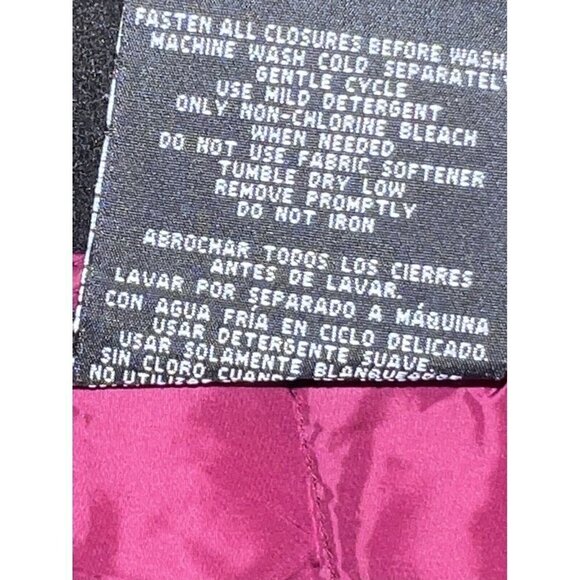 FASTEN ALL CLOSURES BEFORE WASH
MACHINE WASH COLD SEPARATELY
GENTLE CYCLE
USE MILD DETERGENT
ONLY NON-CHLORINE BLEACH
WHEN NEEDED
DO NOT USE FABRIC SOFTENER
TUMBLE DRY LOW
REMOVE PROMPTLY
DO NOT IRON
ABROCHAR TODOS LOS CIERRES
ANTES DE LAVAR.
LAVAR POR SEPARADO A MÁQUINA
CON AGUA FRÍA EN CICLO DELICADO.
USAR DETERGENTE SUAVE.
USAR SOLAMENTE BLANQUEADOR
SIN CLORO CUANDO
NO